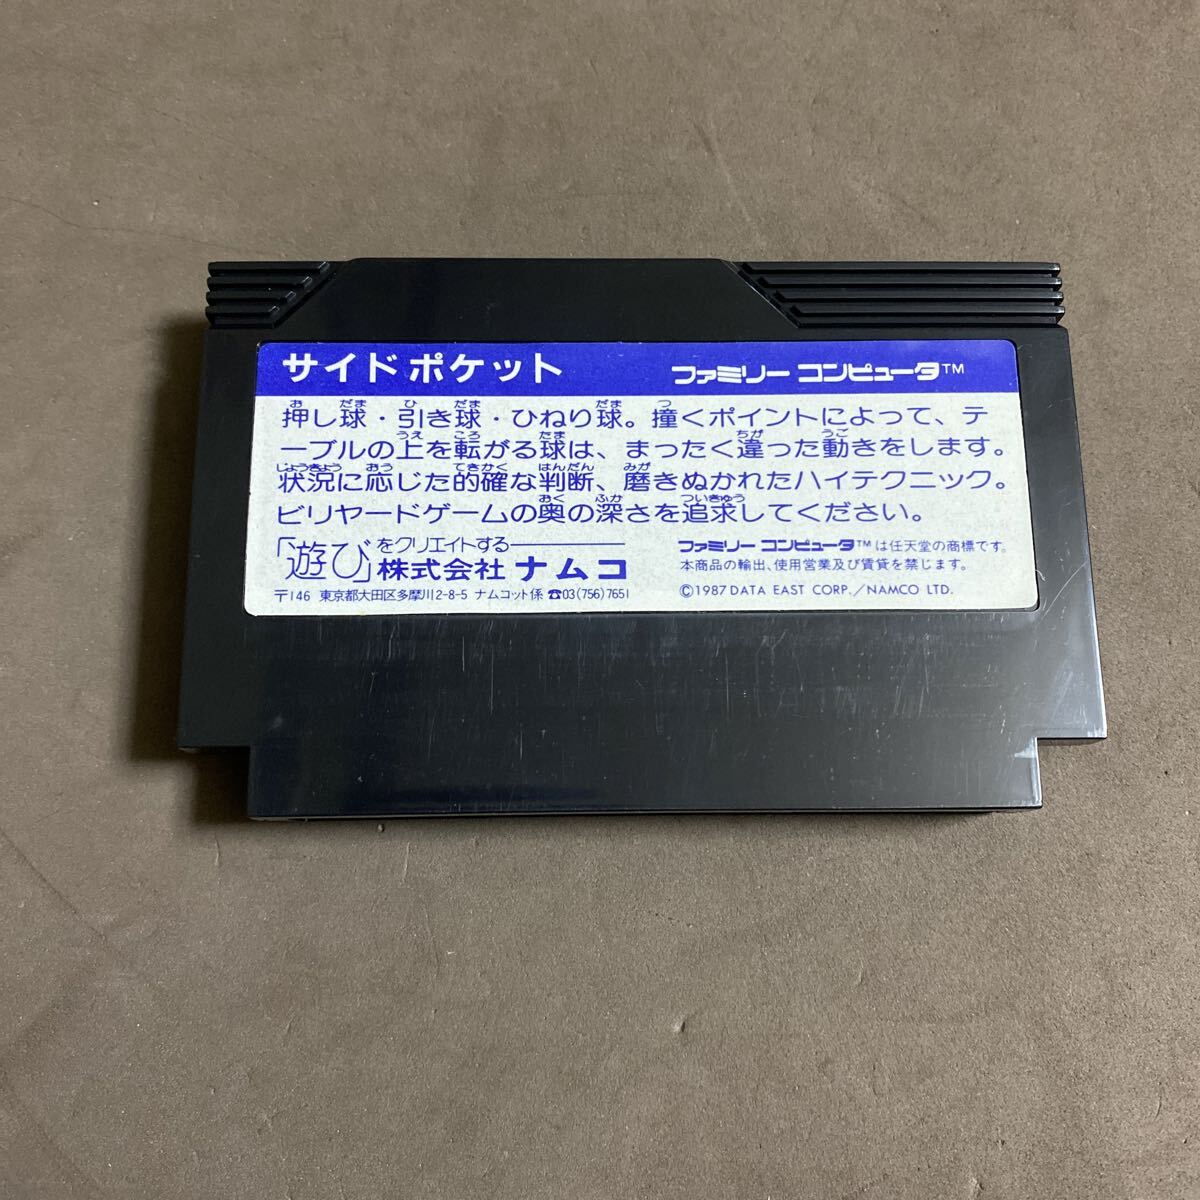 サイドポケット
ファミリー コンピュータ™
押し球・引き球・ひねり球。撞くポイントによって、テ
ーブルの上を転がる球は、まったく違った動きをします。
状況に応じた的確な判断、磨きぬかれたハイテクニック。
ビリヤードゲームの奥の深さを追求してください。
「遊び」をクリエイトする
株式会社 ナムコ
〒146 東京都大田区多摩川2-8-5 ナムコット係 ☎03(756)7651
ファミリー コンピュータ™は任天堂の商標です。
本商品の輸出、使用営業及び賃貸を禁じます。
©1987 DATA EAST CORP./NAMCO LTD.